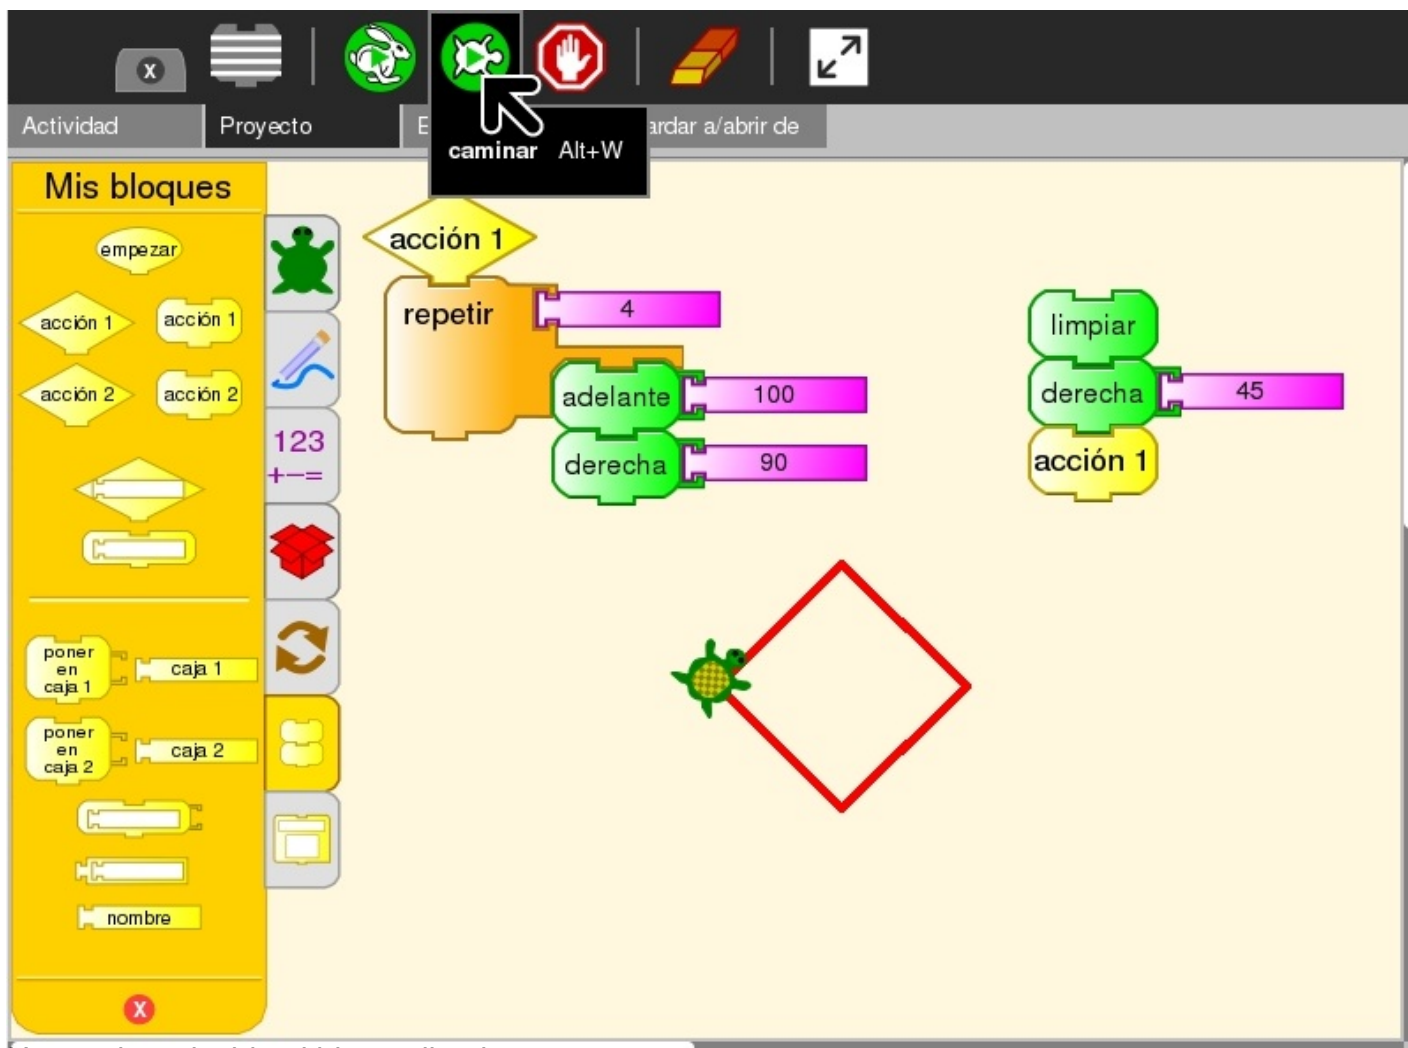 x
Actividad
Proyecto
ardar a/abrir de
caminar Alt+W
Mis bloques
empezar
acción 1
acción 1
acción 2
acción 2
poner
en
caja 1
caja 1
poner
en
caja 2
caja 2
nombre
X
123
+−=
acción 1
repetir
4
adelante
100
derecha
90
limpiar
derecha
45
acción 1